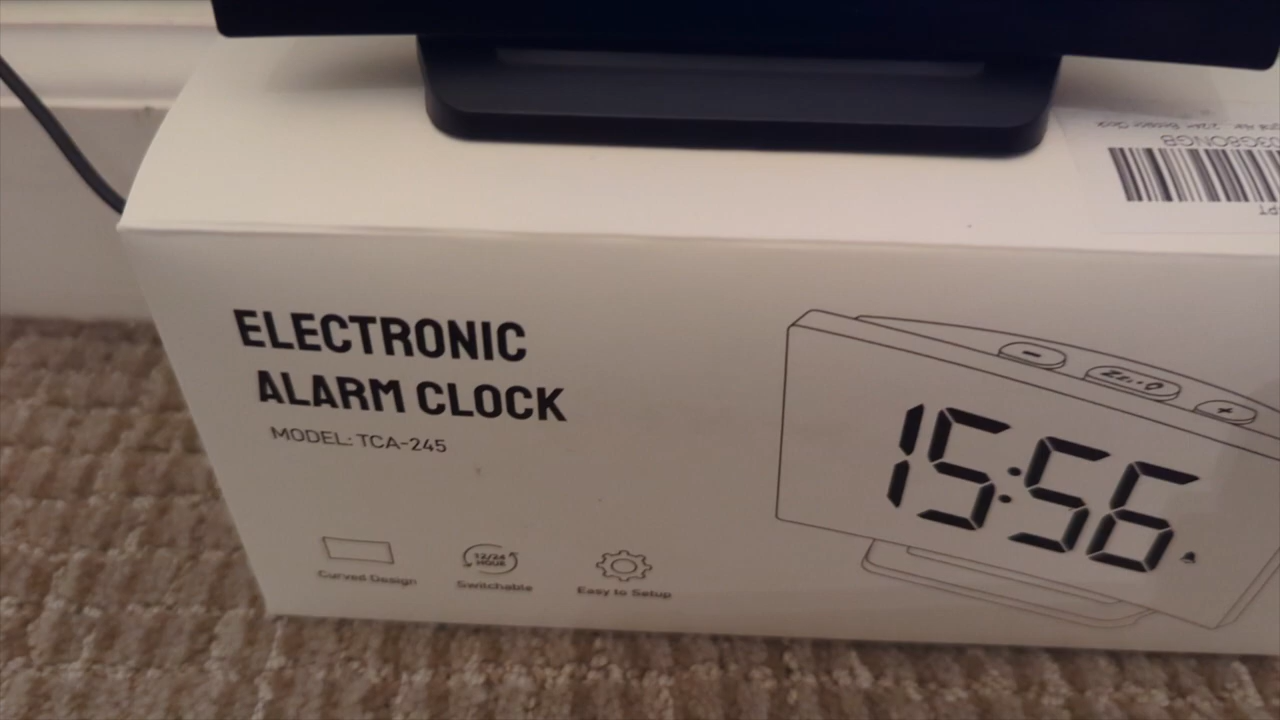 ELECTRONIC
ALARM CLOCK
MODEL: TCA-245
12/24
HOUR
Curved Design
Switchable
Easy to Setup
15:56